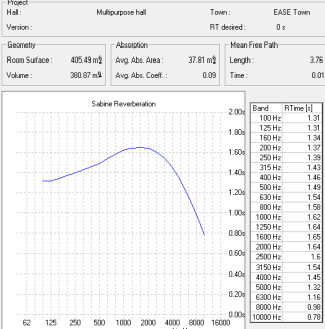 Project
Hall : Multipurpose hall Town : EASE Town
Version : RT desired : 0 s
Geometry Absorption Mean Free Path
Room Surface : 405.49 m² Avg. Abs. Area : 37.81 m² Length : 3.76
Volume : 380.87 m³ Avg. Abs. Coeff. : 0.09 Time : 0.01
Sabine Reverberation
2.00s
1.80s
1.60s
1.40s
1.20s
1.00s
0.80s
0.60s
0.40s
0.20s
0.00s
62 125 250 500 1000 2000 4000 8000 16000
Band RTime [s]
100 Hz 1.31
125 Hz 1.31
160 Hz 1.34
200 Hz 1.37
250 Hz 1.39
315 Hz 1.43
400 Hz 1.46
500 Hz 1.49
630 Hz 1.54
800 Hz 1.58
1000 Hz 1.62
1250 Hz 1.64
1600 Hz 1.65
2000 Hz 1.64
2500 Hz 1.6
3150 Hz 1.54
4000 Hz 1.45
5000 Hz 1.32
6300 Hz 1.16
8000 Hz 0.98
10000 Hz 0.78